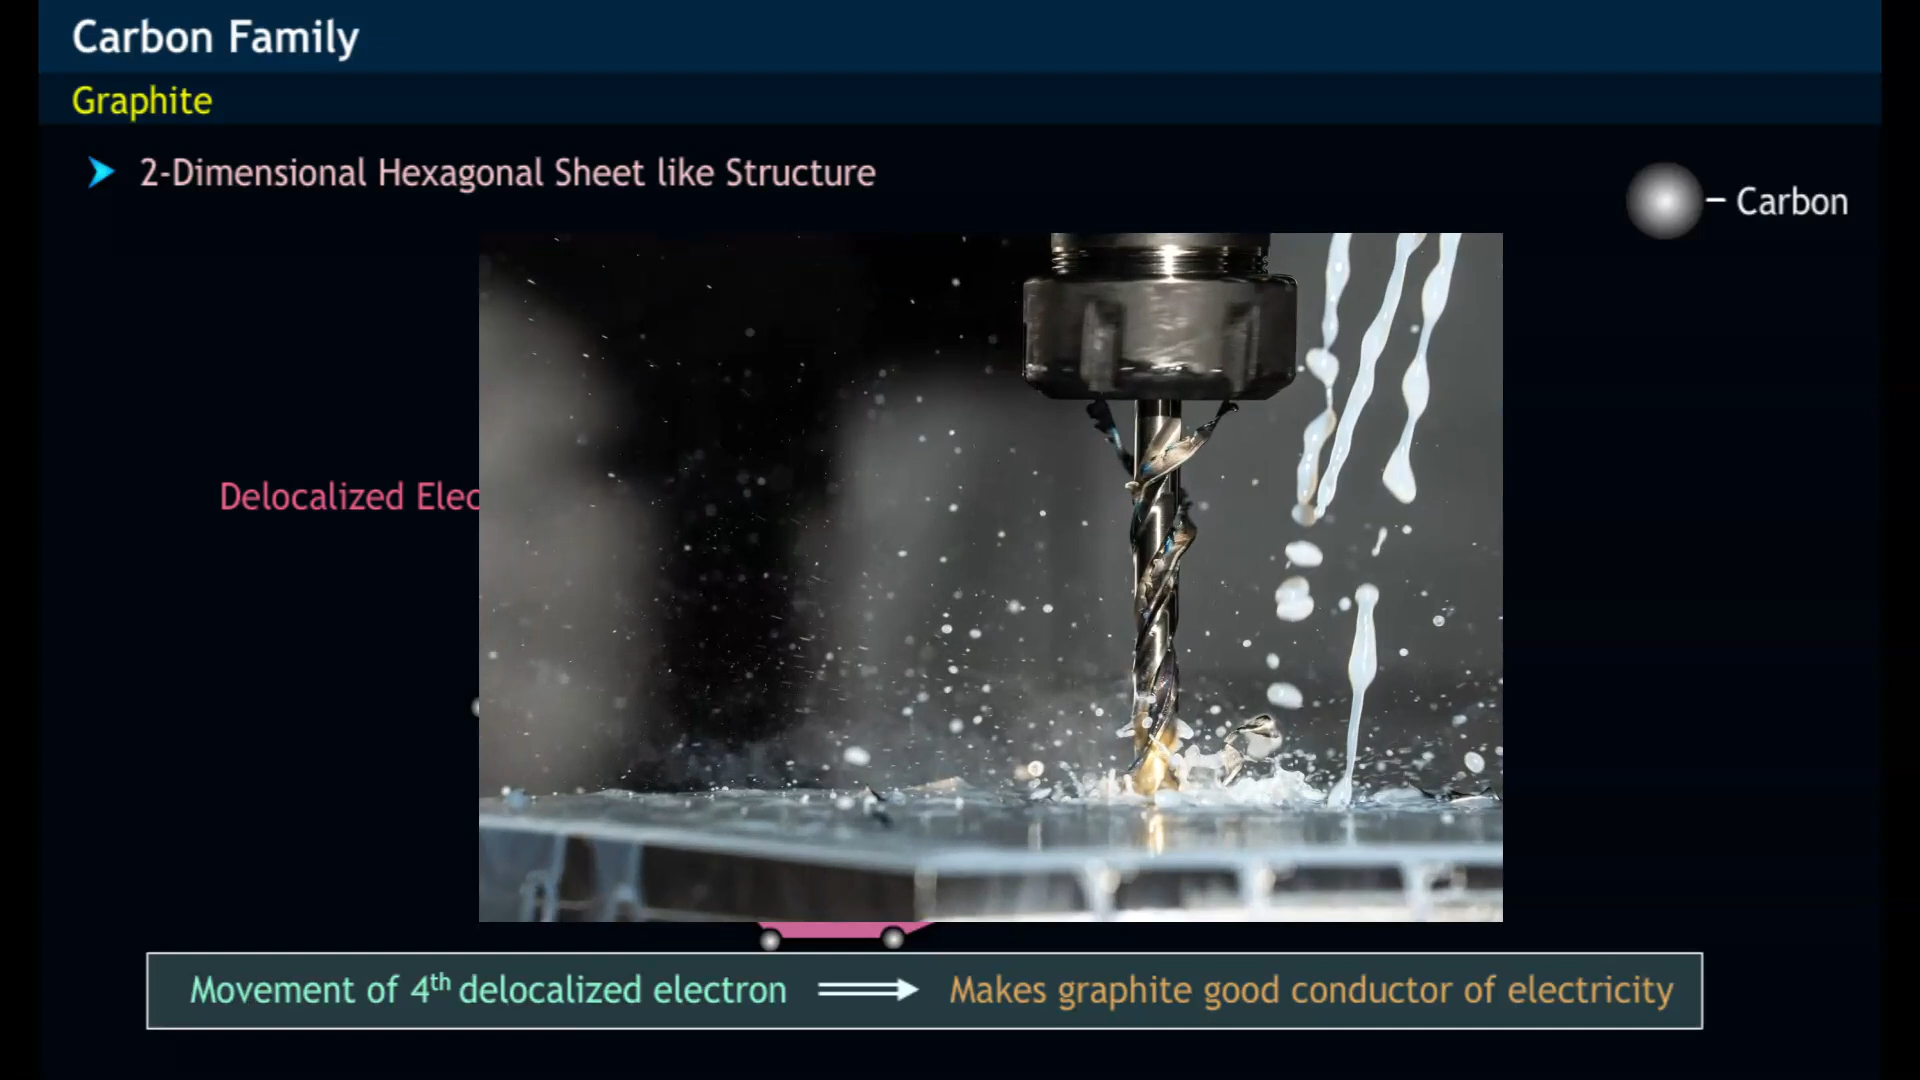 Carbon Family
Graphite
2-Dimensional Hexagonal Sheet like Structure
– Carbon
Delocalized
Movement of 4th delocalized electron ⟹ Makes graphite good conductor of electricity